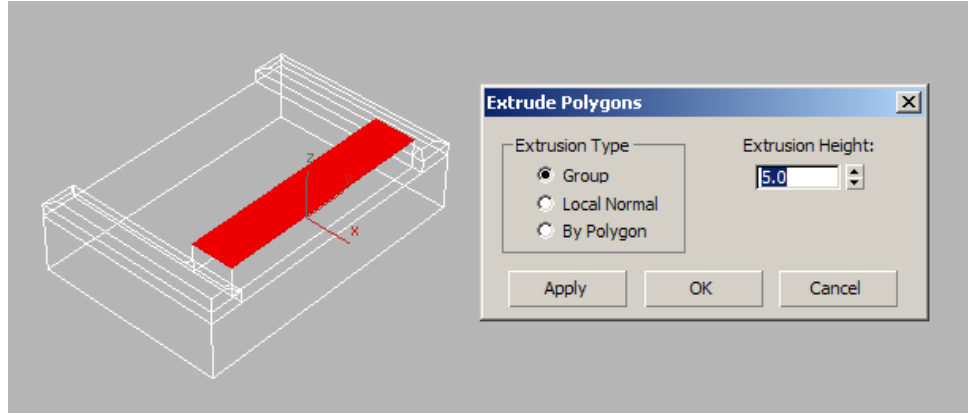 Extrude Polygons
Extrusion Type
Group
Local Normal
By Polygon
Extrusion Height:
5.0
Apply
OK
Cancel
z
x